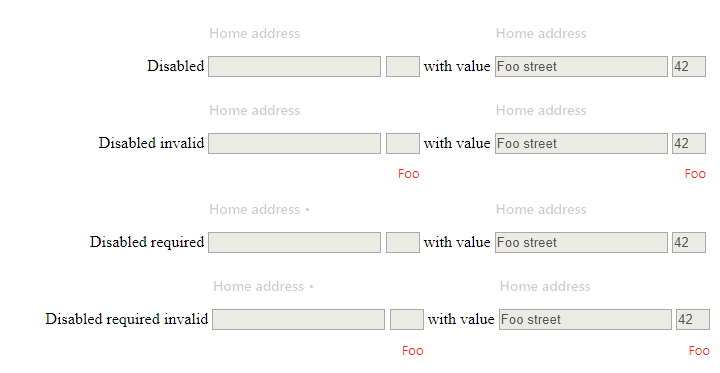 Home address Home address
Disabled with value Foo street 42
Home address Home address
Disabled invalid with value Foo street 42
Foo Foo
Home address • Home address
Disabled required with value Foo street 42
Home address • Home address
Disabled required invalid with value Foo street 42
Foo Foo